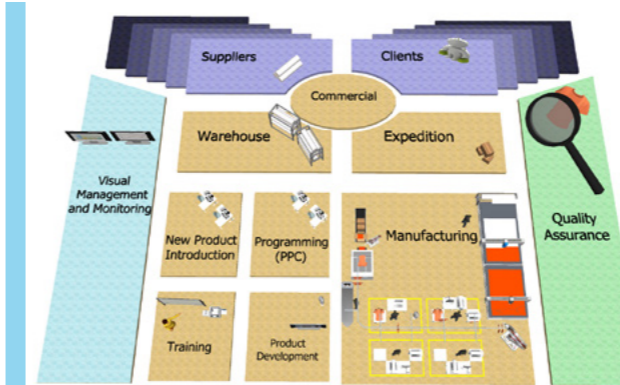 Suppliers
Clients
Commercial
Warehouse
Expedition
Visual
Management
and Monitoring
New Product
Introduction
Programming
(PPC)
Manufacturing
Quality
Assurance
Training
Product
Development